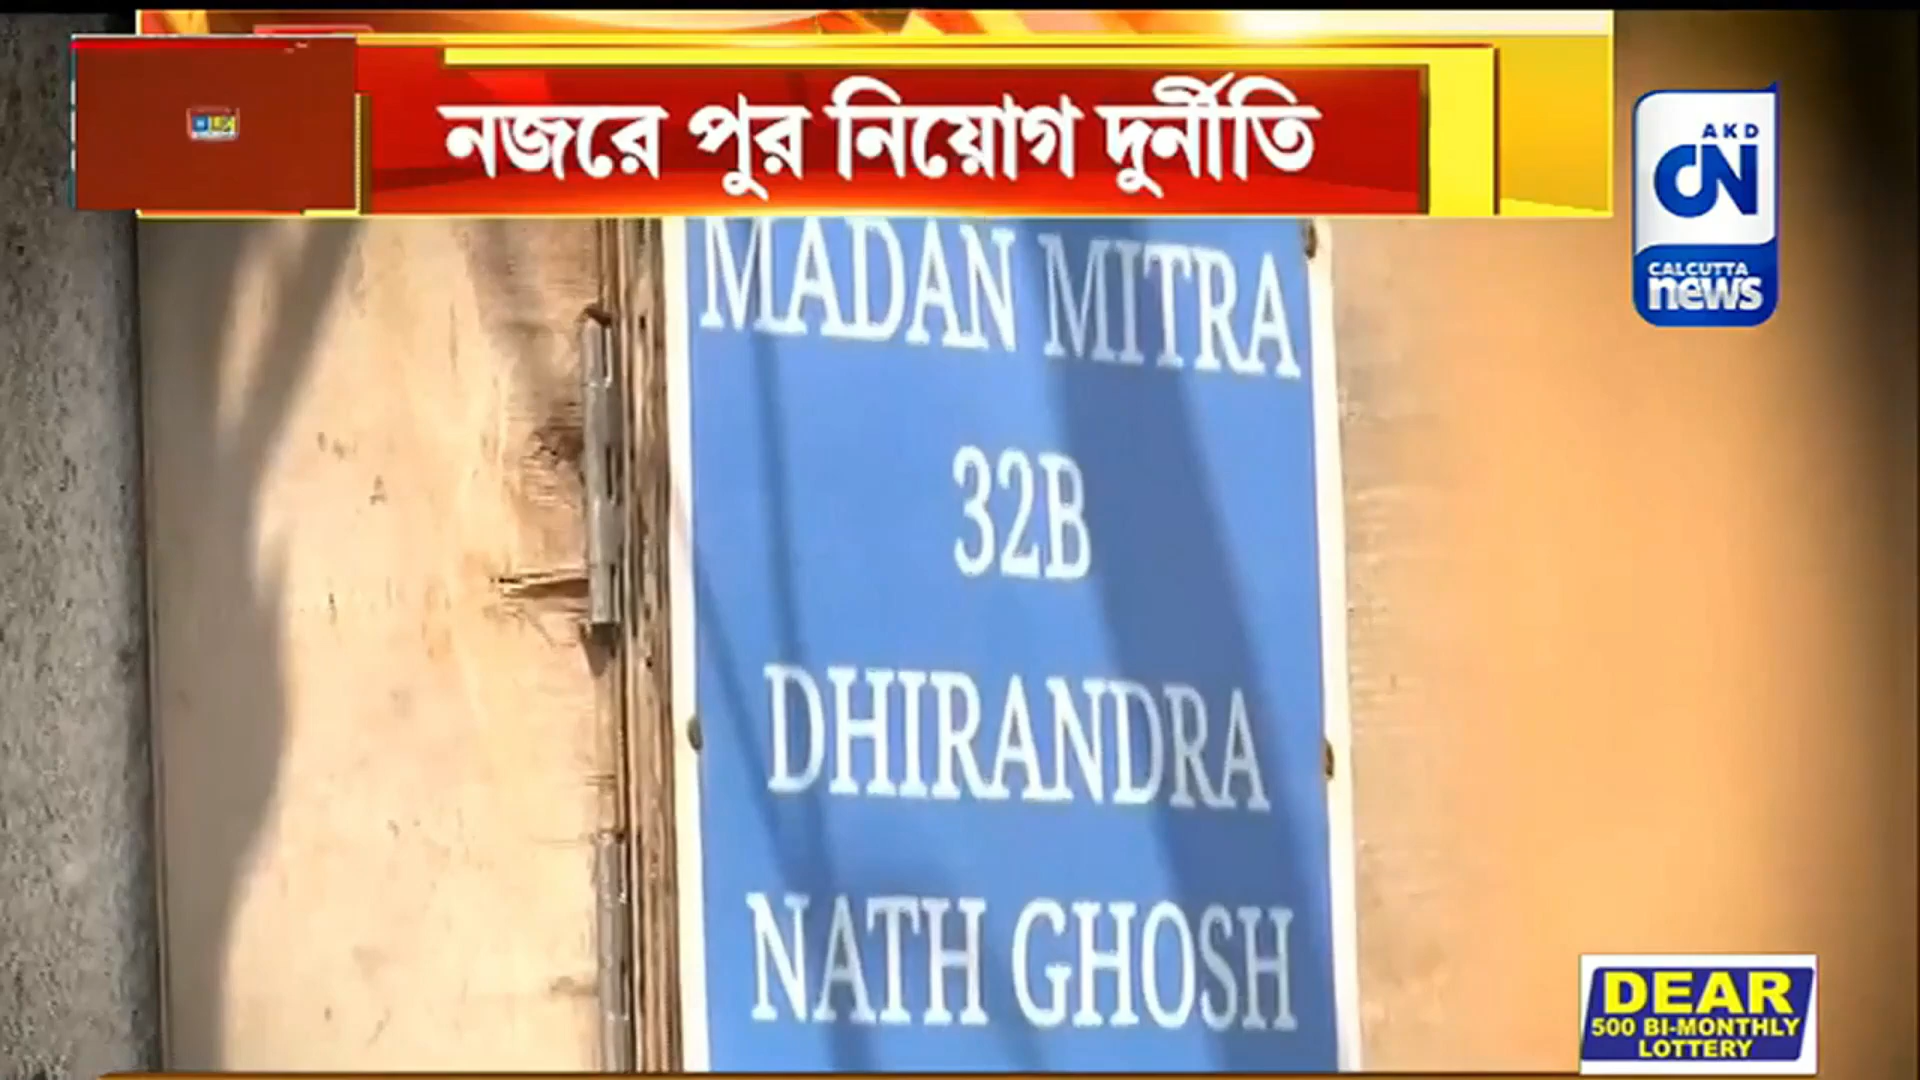 নজরে পুর নিয়োগ দুর্নীতি
AKD
CN
CALCUTTA
news
MADAN MITRA
32B
DHIRANDRA
NATH GHOSH
DEAR
500 BI-MONTHLY
LOTTERY